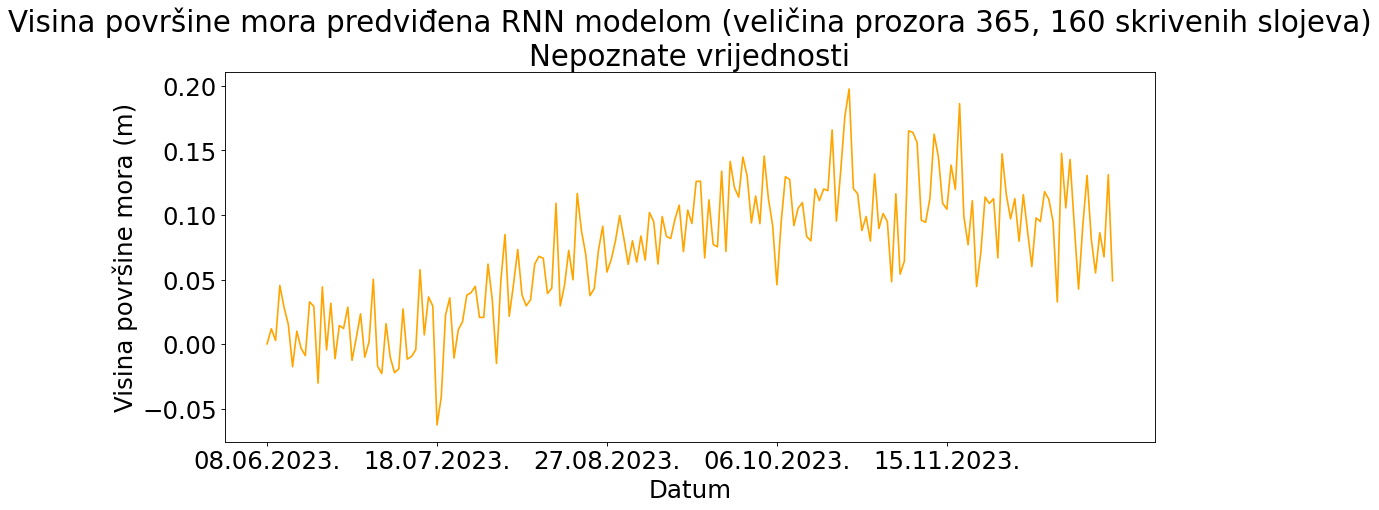 Visina površine mora predviđena RNN modelom (veličina prozora 365, 160 skrivenih slojeva)
Nepoznate vrijednosti
Visina površine mora (m)
0.20
0.15
0.10
0.05
0.00
−0.05
08.06.2023. 18.07.2023. 27.08.2023. 06.10.2023. 15.11.2023.
Datum